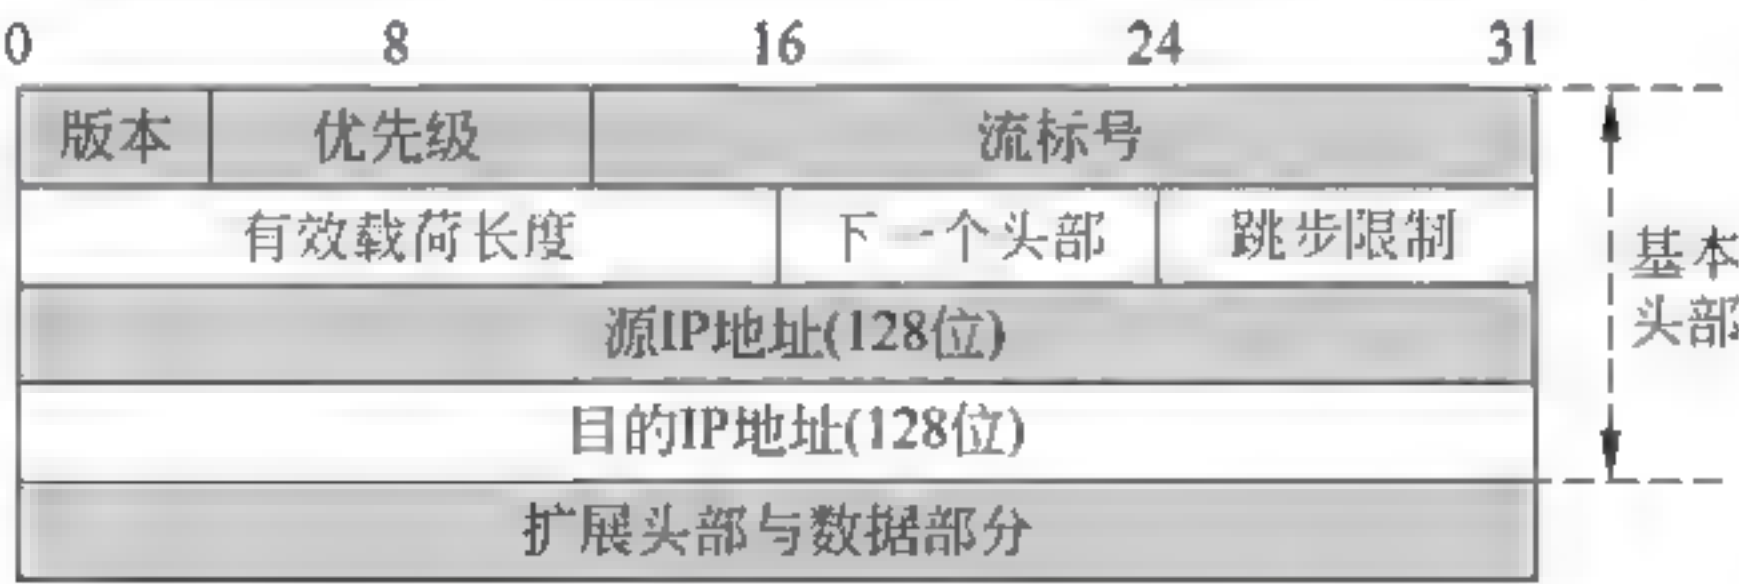 0 8 16 24 31
版本 优先级 流标号
有效载荷长度 下一个头部 跳步限制
基本
头部
源IP地址(128位)
目的IP地址(128位)
扩展头部与数据部分